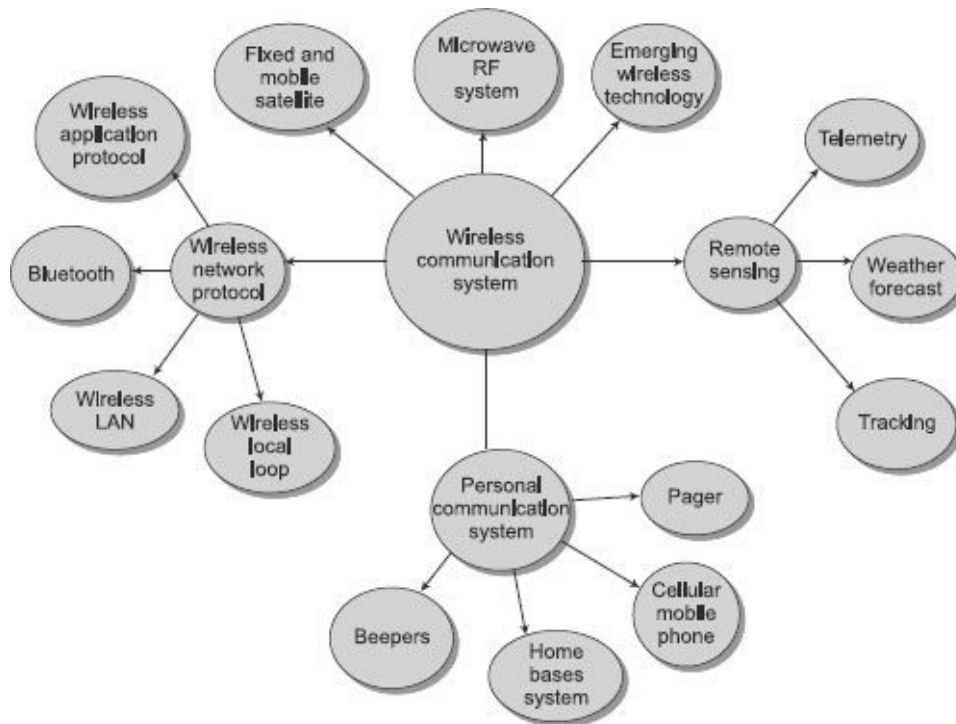 Fixed and
mobile
satellite
Microwave
RF
system
Emerging
wireless
technology
Wireless
application
protocol
Telemetry
Wireless
communication
system
Wireless
network
protocol
Remote
sensing
Bluetooth
Weather
forecast
Wireless
LAN
Wireless
local
loop
Tracking
Personal
communication
system
Pager
Cellular
mobile
phone
Beepers
Home
bases
system